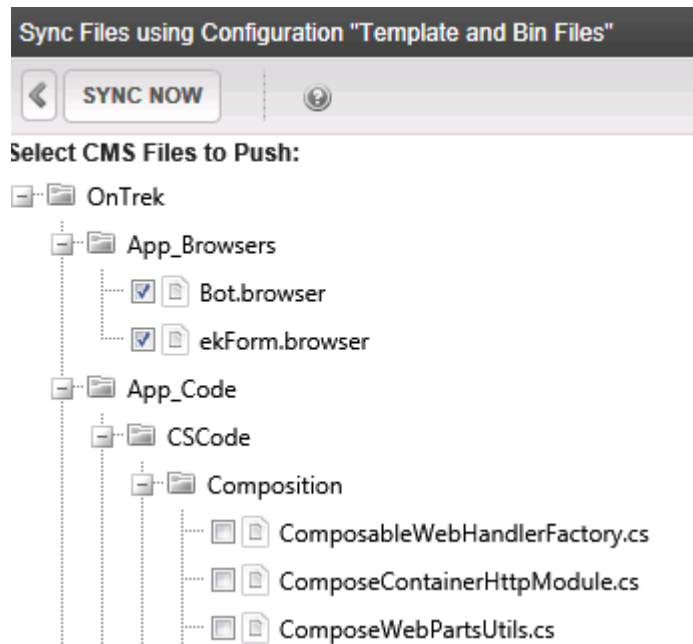 Sync Files using Configuration "Template and Bin Files"
SYNC NOW
Select CMS Files to Push:
OnTrek
App_Browsers
Bot.browser
ekForm.browser
App_Code
CSCode
Composition
ComposableWebHandlerFactory.cs
ComposeContainerHttpModule.cs
ComposeWebPartsUtils.cs